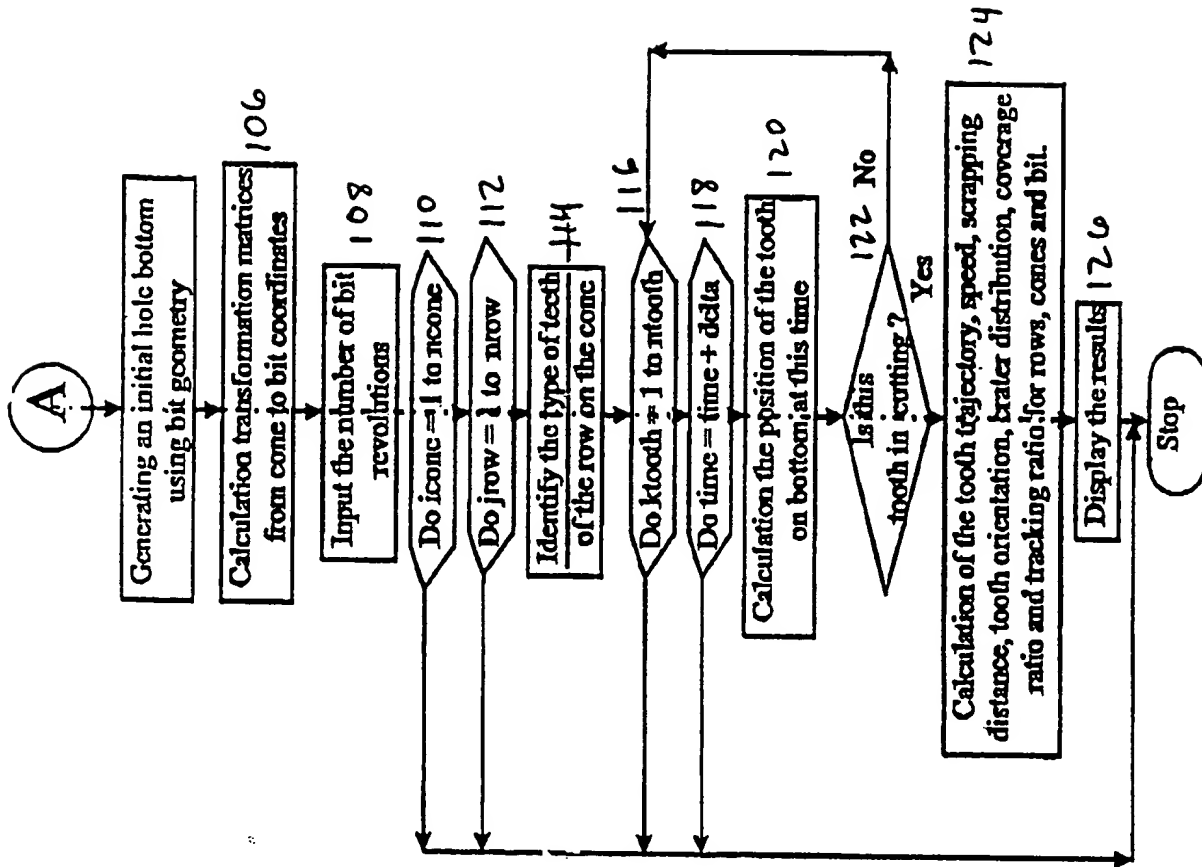 A
Generating an initial hole bottom
using bit geometry
Calculation transformation matrices
from cone to bit coordinates
106
Input the number of bit
revolutions
108
Do icone = 1 to ncone
110
Do jrow = 1 to nrow
112
Identify the type of teeth
of the row on the cone
114
Do ktooth = 1 to ntooth
116
Do time = time + delta
118
Calculation the position of the tooth
on bottom, at this time
120
Is this
tooth in cutting ?
122
No
Yes
Calculation of the tooth trajectory, speed, scrapping
distance, tooth orientation, crater distribution, coverage
ratio and tracking ratio for rows, cones and bit.
124
Display the results
126
Stop